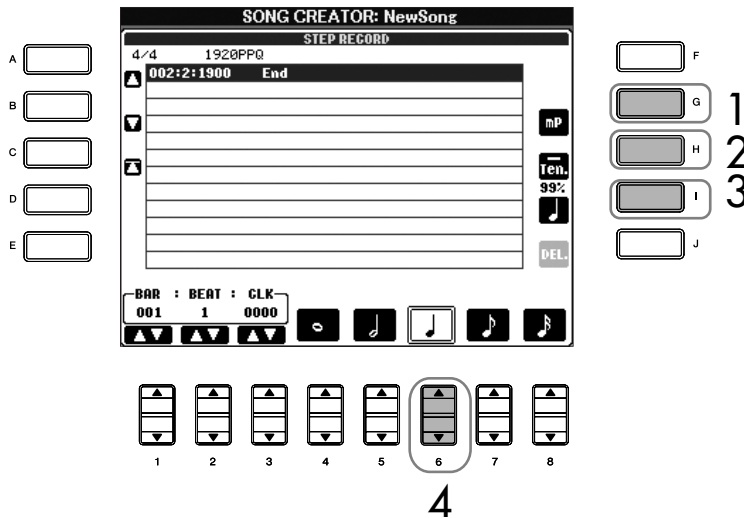 SONG CREATOR: NewSong
STEP RECORD
4/4 1920PPQ
002:2:1900 End
A
B
C
D
E
F
G
H
I
J
1
2
3
mP
Ten.
99%
DEL.
BAR : BEAT : CLK
001 1 0000
1 2 3 4 5 6 7 8
4